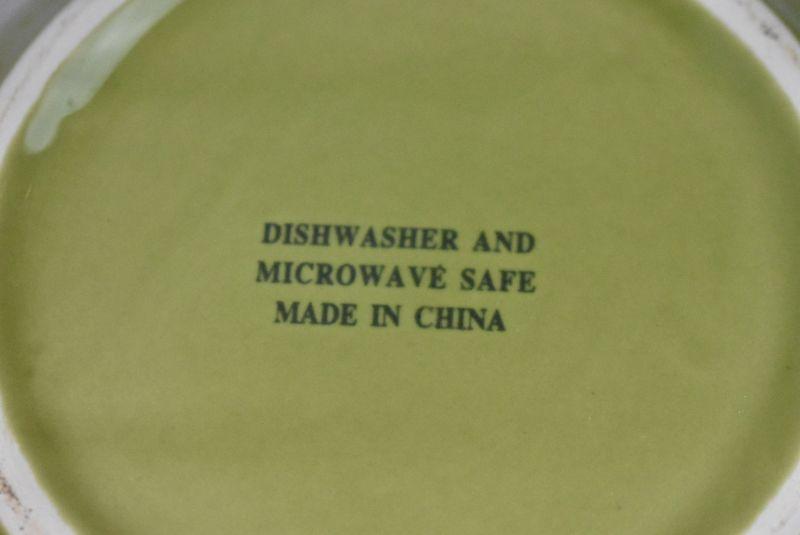 DISHWASHER AND
MICROWAVE SAFE
MADE IN CHINA